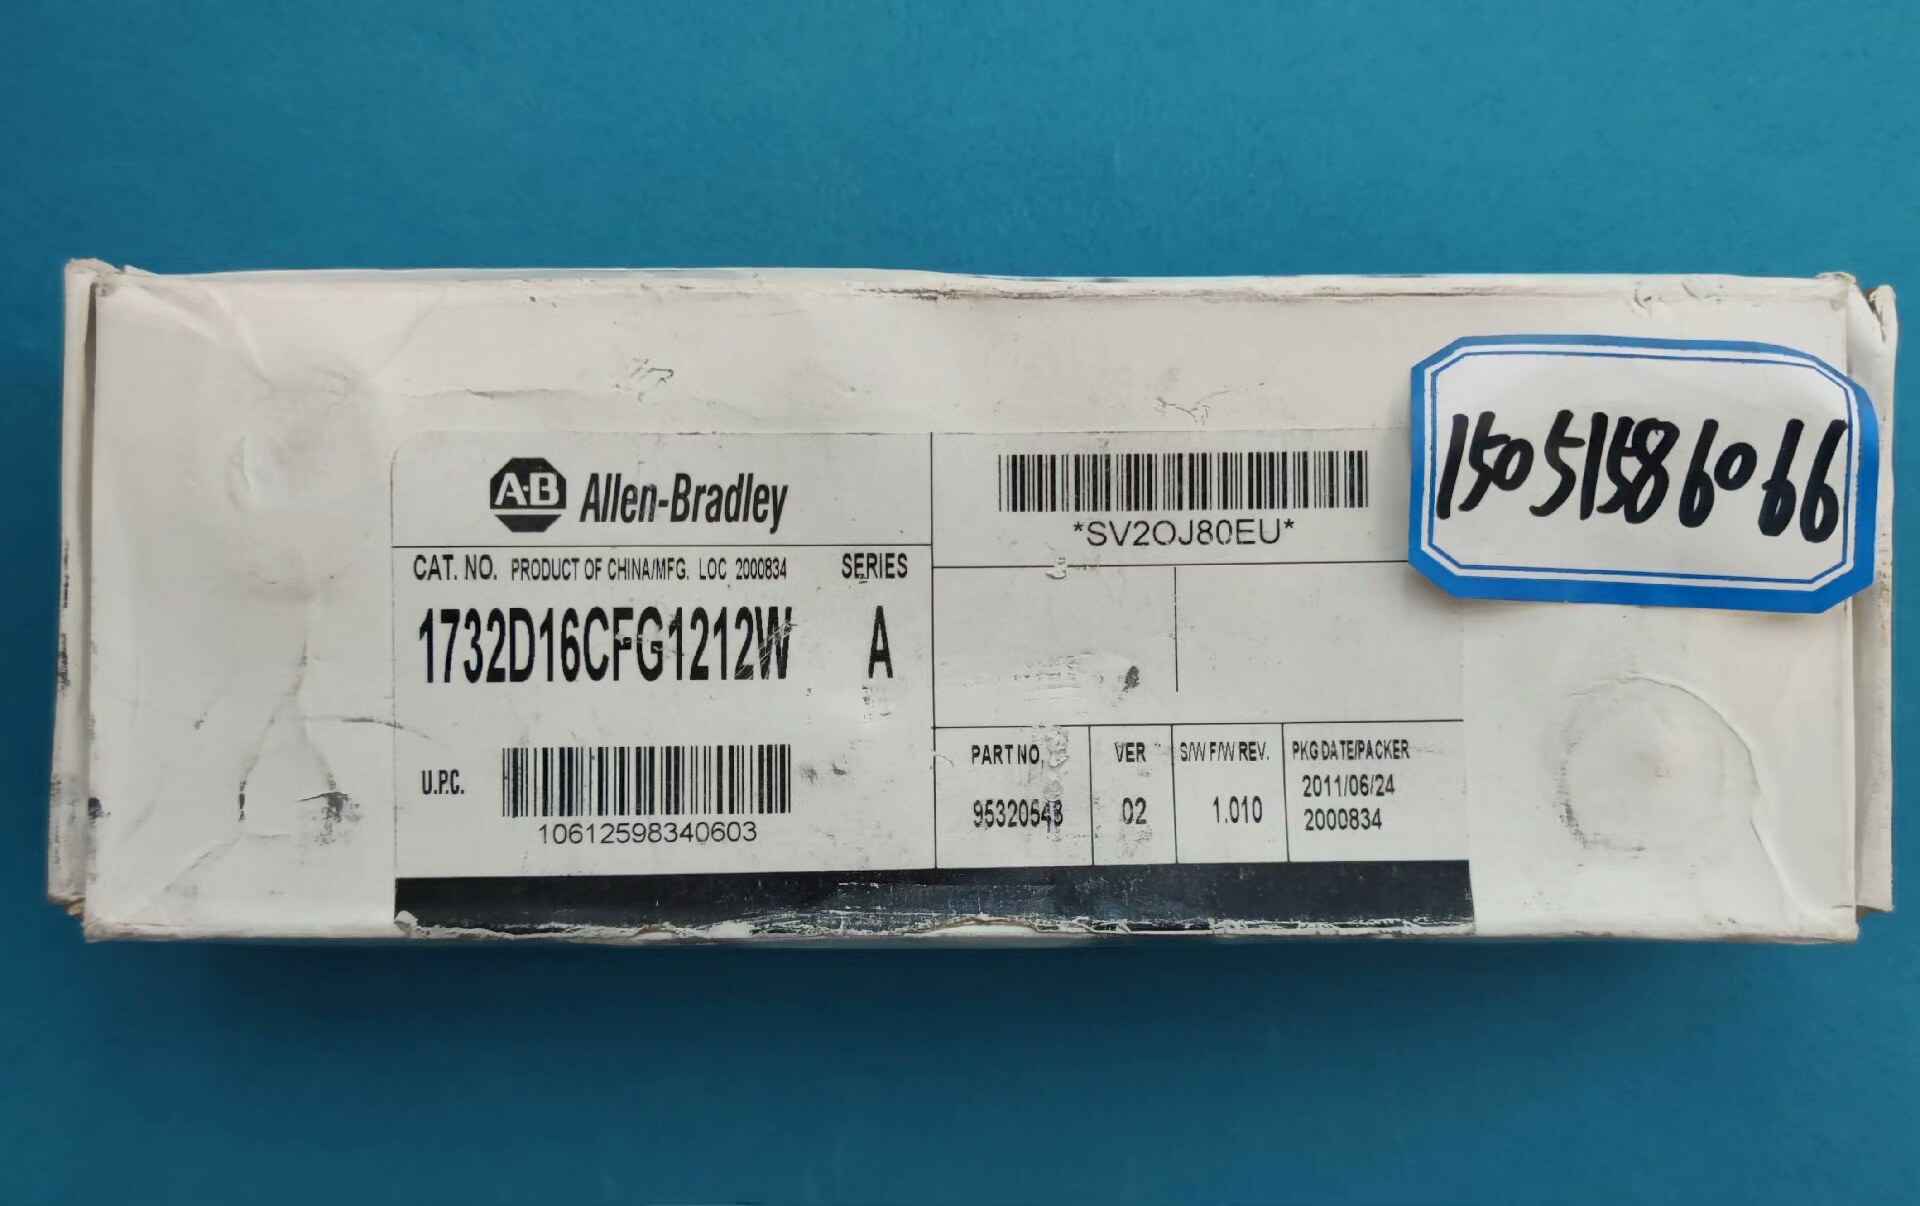 A·B Allen-Bradley
CAT. NO. PRODUCT OF CHINA/MFG. LOC 2000834 SERIES
1732D16CFG1212W A
U.P.C.
10612598340603
*SV2OJ80EU*
PART NO. VER S/W F/W REV. PKG DATE/PACKER
95320548 02 1.010 2011/06/24
2000834
15051586066